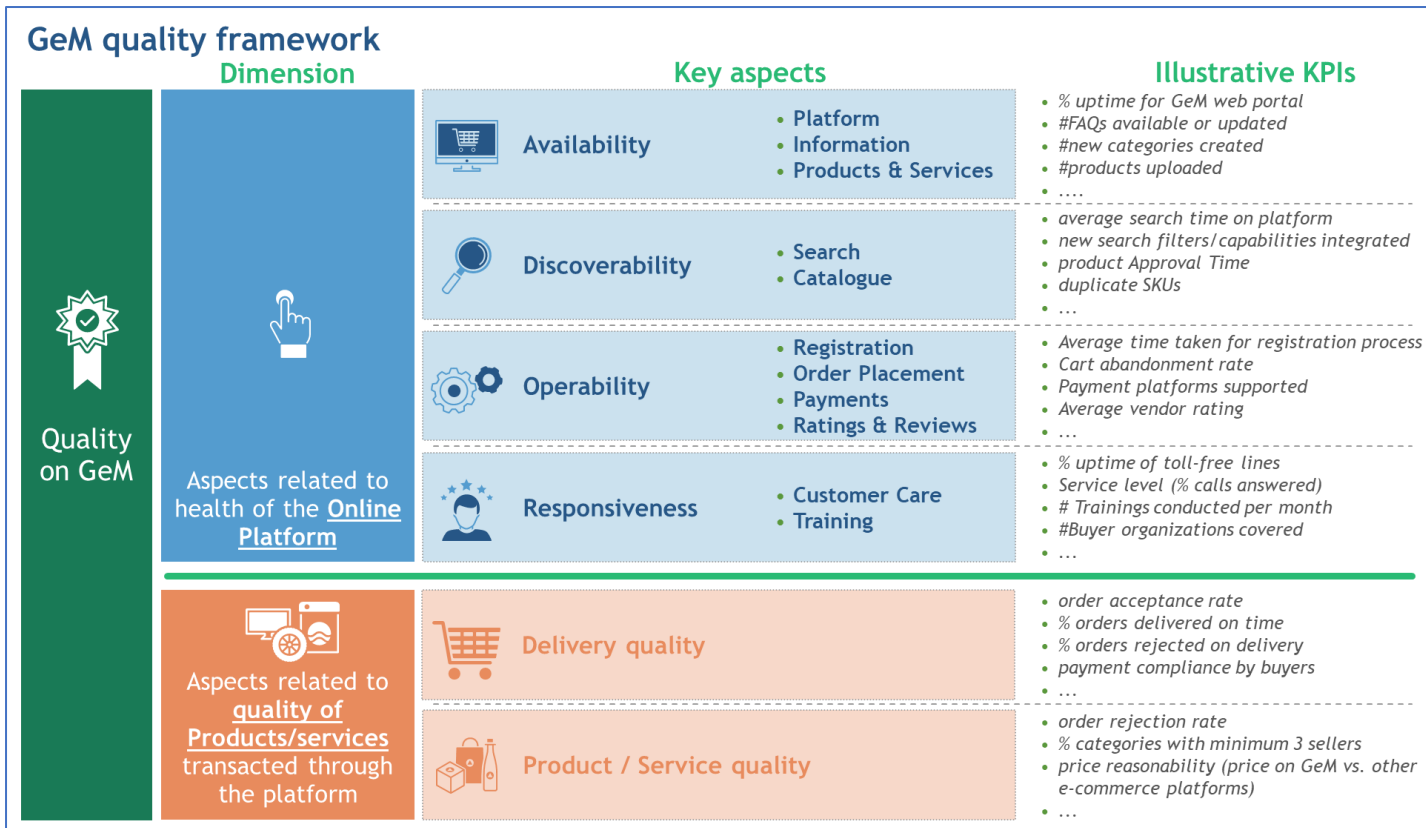 GeM quality framework
Dimension
Key aspects
Illustrative KPIs
Quality
on GeM
Aspects related to
health of the Online
Platform
Availability
• Platform
• Information
• Products & Services
• % uptime for GeM web portal
• #FAQs available or updated
• #new categories created
• #products uploaded
• ....
Discoverability
• Search
• Catalogue
• average search time on platform
• new search filters/capabilities integrated
• product Approval Time
• duplicate SKUs
• ...
Operability
• Registration
• Order Placement
• Payments
• Ratings & Reviews
• Average time taken for registration process
• Cart abandonment rate
• Payment platforms supported
• Average vendor rating
• ...
Responsiveness
• Customer Care
• Training
• % uptime of toll-free lines
• Service level (% calls answered)
• # Trainings conducted per month
• #Buyer organizations covered
• ...
Aspects related to
quality of
Products/services
transacted through
the platform
Delivery quality
• order acceptance rate
• % orders delivered on time
• % orders rejected on delivery
• payment compliance by buyers
• ...
Product / Service quality
• order rejection rate
• % categories with minimum 3 sellers
• price reasonability (price on GeM vs. other
e-commerce platforms)
• ...